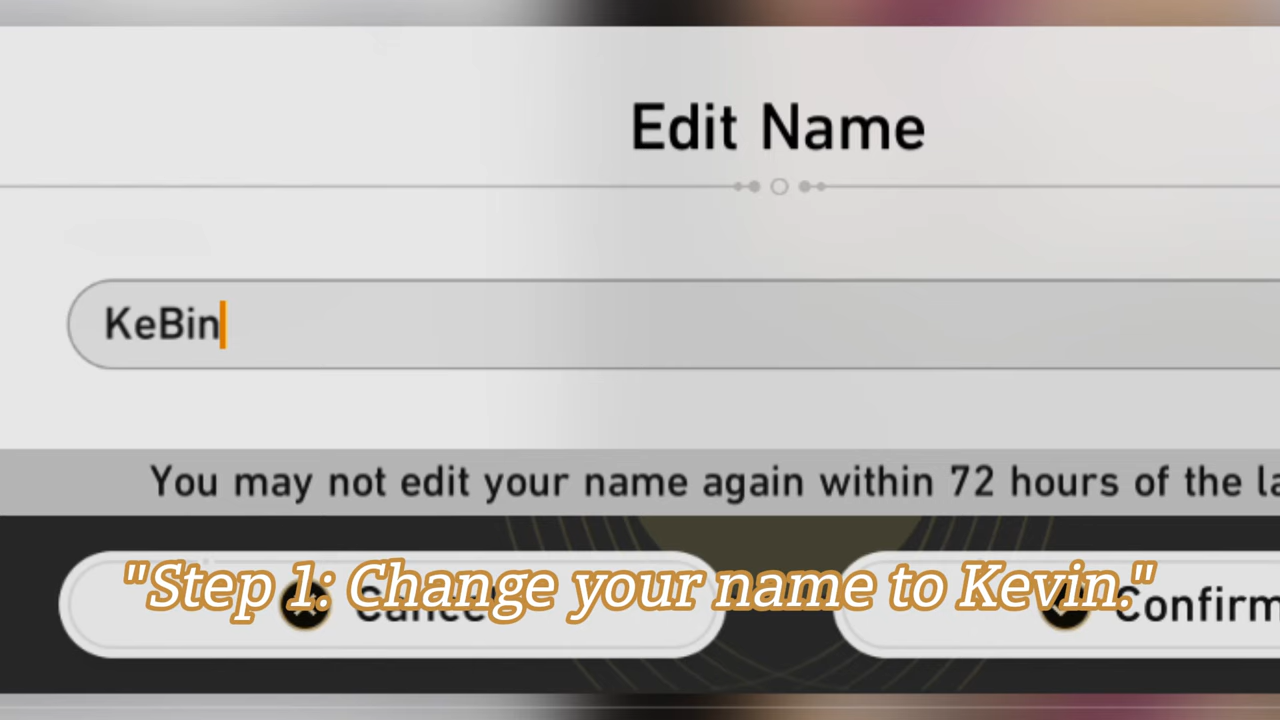 Edit Name
KeBin
You may not edit your name again within 72 hours of the
"Step 1: Change your name to Kevin."
Cancel
Confirm